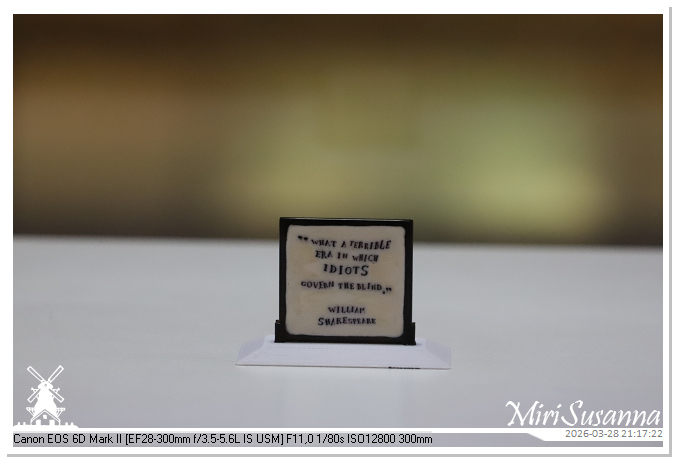 "WHAT A TERRIBLE
ERA IN WHICH
IDIOTS
GOVERN THE BLIND."
WILLIAM
SHAKESPEARE
MiriSusanna
2026-03-28 21:17:22
Canon EOS 6D Mark II [EF28-300mm f/3.5-5.6L IS USM] F11,0 1/80s ISO12800 300mm